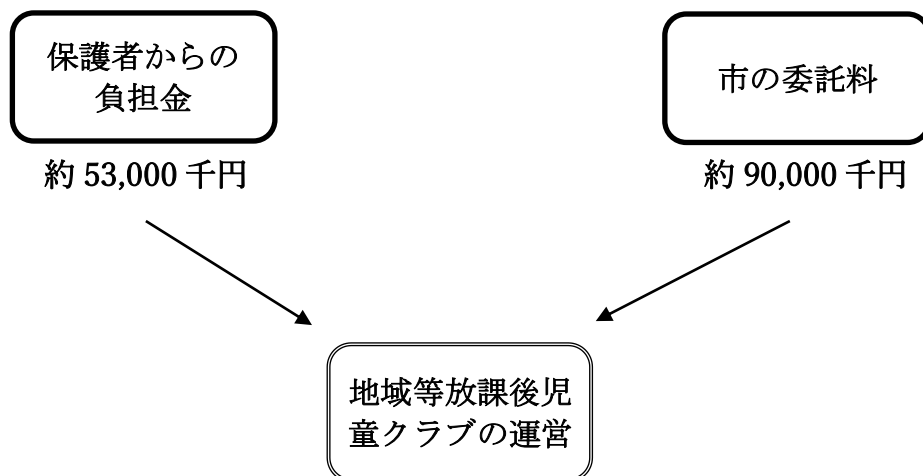 保護者からの
負担金
市の委託料
約 53,000 千円
約 90,000 千円
地域等放課後児
童クラブの運営